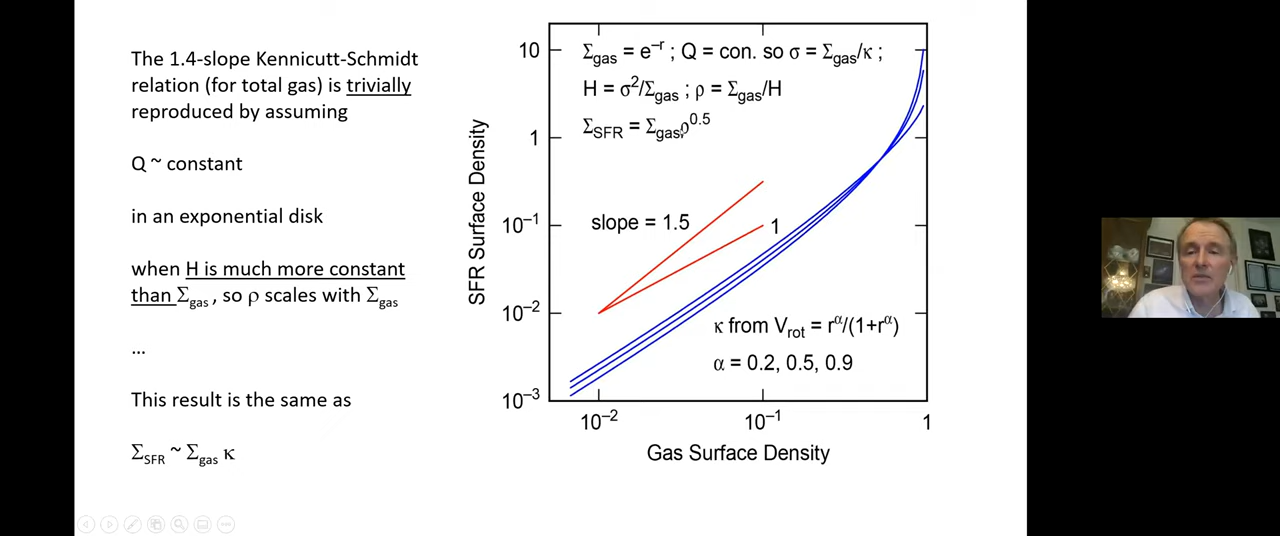 The 1.4-slope Kennicutt-Schmidt
relation (for total gas) is trivially
reproduced by assuming
Q ~ constant
in an exponential disk
when H is much more constant
than Σgas , so ρ scales with Σgas
...
This result is the same as
ΣSFR ~ Σgas κ
Σgas = e⁻ʳ ; Q = con. so σ = Σgas/κ ;
H = σ²/Σgas ; ρ = Σgas/H
ΣSFR = Σgasρ⁰·⁵
SFR Surface Density
10
1
10⁻¹
10⁻²
10⁻³
slope = 1.5
1
κ from Vrot = rᵅ/(1+rᵅ)
α = 0.2, 0.5, 0.9
10⁻²
10⁻¹
1
Gas Surface Density